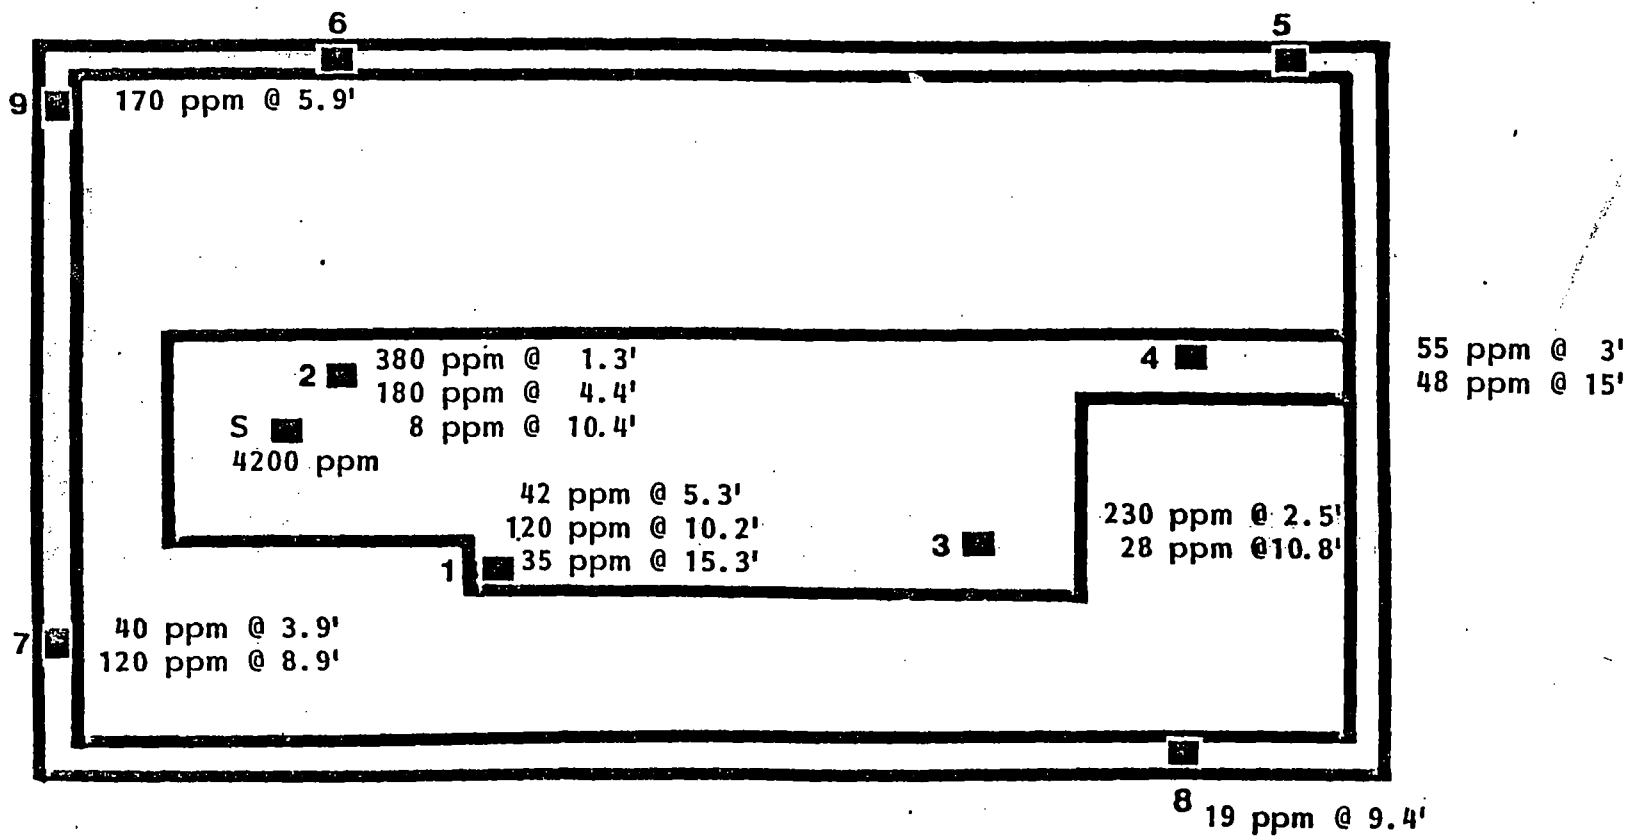 6
5
9
170 ppm @ 5.9'
2
380 ppm @ 1.3'
180 ppm @ 4.4'
8 ppm @ 10.4'
4
55 ppm @ 3'
48 ppm @ 15'
S
4200 ppm
42 ppm @ 5.3'
120 ppm @ 10.2'
35 ppm @ 15.3'
1
3
230 ppm @ 2.5'
28 ppm @10.8'
7
40 ppm @ 3.9'
120 ppm @ 8.9'
8
19 ppm @ 9.4'